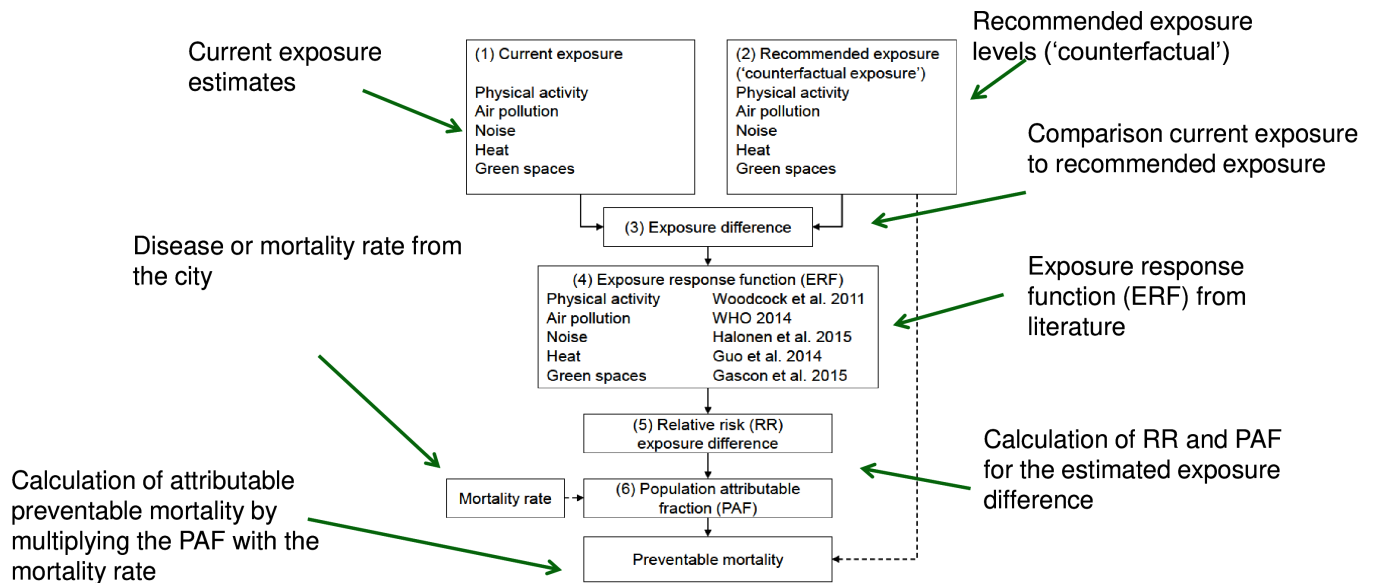 Current exposure
estimates
(1) Current exposure
Physical activity
Air pollution
Noise
Heat
Green spaces
(2) Recommended exposure
(‘counterfactual exposure’)
Physical activity
Air pollution
Noise
Heat
Green spaces
Recommended exposure
levels (‘counterfactual’)
Comparison current exposure
to recommended exposure
(3) Exposure difference
Disease or mortality rate from
the city
(4) Exposure response function (ERF)
Physical activity Woodcock et al. 2011
Air pollution WHO 2014
Noise Halonen et al. 2015
Heat Guo et al. 2014
Green spaces Gascon et al. 2015
Exposure response
function (ERF) from
literature
(5) Relative risk (RR)
exposure difference
Calculation of RR and PAF
for the estimated exposure
difference
Calculation of attributable
preventable mortality by
multiplying the PAF with the
mortality rate
Mortality rate
(6) Population attributable
fraction (PAF)
Preventable mortality